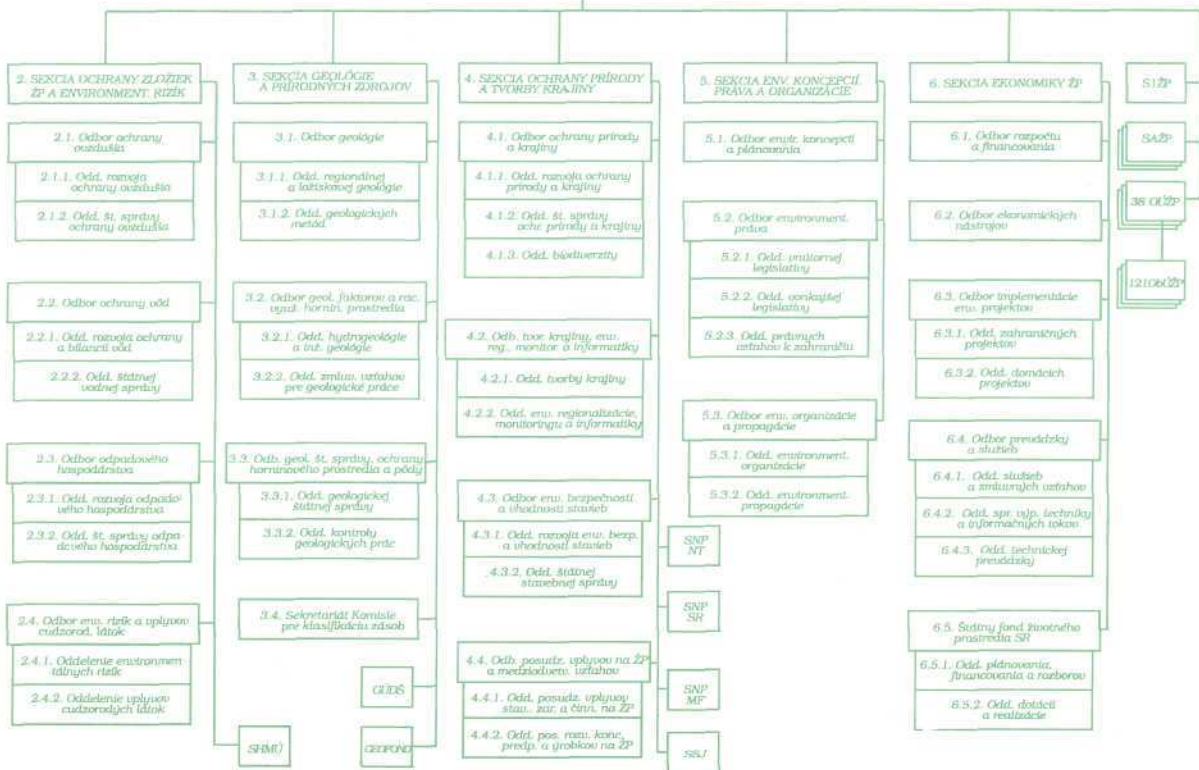 2. SEKCIA OCHRANY ZLOŽIEK
ŽP A ENVIRONMENT. RIZÍK
2.1. Odbor ochrany
ovzdušia
2.1.1. Odd. rozvoja
ochrany ovzdušia
2.1.2. Odd. št. správy
ochrany ovzdušia
2.2. Odbor ochrany vôd
2.2.1. Odd. rozvoja ochrany
a bilancií vôd
2.2.2. Odd. štátnej
vodnej správy
2.3. Odbor odpadového
hospodárstva
2.3.1. Odd. rozvoja odpado-
vého hospodárstva
2.3.2. Odd. št. správy odpa-
dového hospodárstva
2.4. Odbor env. rizík a vplyvov
cudzorod. látok
2.4.1. Oddelenie environmen
tálnych rizík
2.4.2. Oddelenie vplyvov
cudzorodých látok
SHMÚ
3. SEKCIA GEOLÓGIE
A PRÍRODNÝCH ZDROJOV
3.1. Odbor geológie
3.1.1. Odd. regionálnej
a ložiskovej geológie
3.1.2. Odd. geologických
metód
3.2. Odbor geol. faktorov a rac.
využ. hornin. prostredia
3.2.1. Odd. hydrogeológie
a inž. geológie
3.2.2. Odd. zmluv. vzťahov
pre geologické práce
3.3. Odb. geol. št. správy, ochrany
horninového prostredia a pôdy
3.3.1. Odd. geologickej
štátnej správy
3.3.2. Odd. kontroly
geologických prác
3.4. Sekretariát Komisie
pre klasifikáciu zásob
GÚDŠ
GEOFOND
4. SEKCIA OCHRANY PRÍRODY
A TVORBY KRAJINY
4.1. Odbor ochrany prírody
a krajiny
4.1.1. Odd. rozvoja ochrany
prírody a krajiny
4.1.2. Odd. št. správy
ochr. prírody a krajiny
4.1.3. Odd. biodiverzity
4.2. Odb. tvor. krajiny, env.
reg., monitor. a informatiky
4.2.1. Odd. tvorby krajiny
4.2.2. Odd. env. regionalizácie,
monitoringu a informatiky
4.3. Odbor env. bezpečnosti
a vhodnosti stavieb
4.3.1. Odd. rozvoja env. bezp.
a vhodnosti stavieb
4.3.2. Odd. štátnej
stavebnej správy
4.4. Odb. posudz. vplyvov na ŽP
a medziodvetv. vzťahov
4.4.1. Odd. posudz. vplyvov
stav., zar. a činn. na ŽP
4.4.2. Odd. pos. rozv. konc.,
predp. a výrobkov na ŽP
SNP
NT
SNP
SR
SNP
MF
SSJ
5. SEKCIA ENV. KONCEPCIÍ,
PRÁVA A ORGANIZÁCIE
5.1. Odbor envir. koncepcií
a plánovania
5.2. Odbor environment.
práva
5.2.1. Odd. vnútornej
legislatívy
5.2.2. Odd. vonkajšej
legislatívy
5.2.3. Odd. právnych
vzťahov k zahraničiu
5.3. Odbor env. organizácie
a propagácie
5.3.1. Odd. environment.
organizácie
5.3.2. Odd. environment.
propagácie
6. SEKCIA EKONOMIKY ŽP
6.1. Odbor rozpočtu
a financovania
6.2. Odbor ekonomických
nástrojov
6.3. Odbor implementácie
env. projektov
6.3.1. Odd. zahraničných
projektov
6.3.2. Odd. domácich
projektov
6.4. Odbor prevádzky
a služieb
6.4.1. Odd. služieb
a zmluvných vzťahov
6.4.2. Odd. spr. výp. techniky
a informačných tokov
6.4.3. Odd. technickej
prevádzky
6.5. Štátny fond životného
prostredia SR
6.5.1. Odd. plánovania,
financovania a rozborov
6.5.2. Odd. dotácií
a realizácie
SIŽP
SAŽP
38 OÚŽP
121ObÚŽP